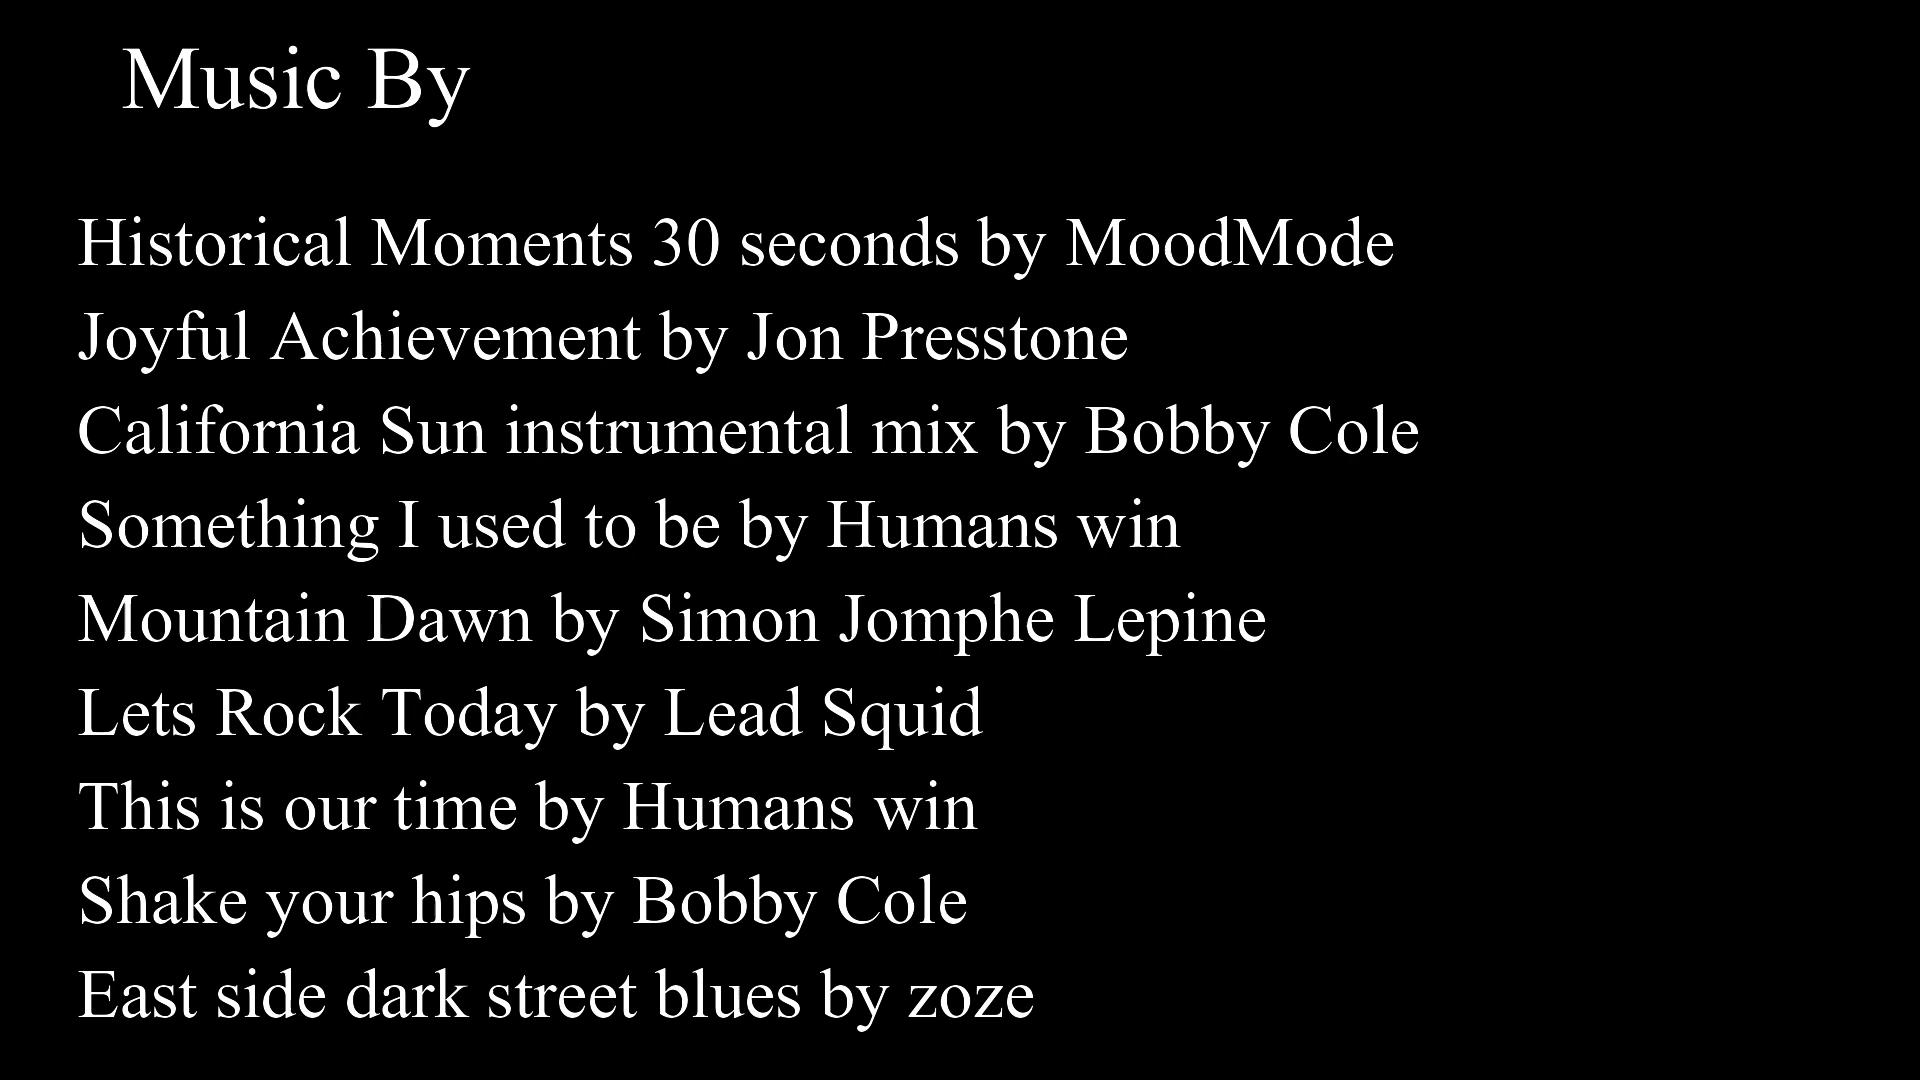 Music By
Historical Moments 30 seconds by MoodMode
Joyful Achievement by Jon Presstone
California Sun instrumental mix by Bobby Cole
Something I used to be by Humans win
Mountain Dawn by Simon Jomphe Lepine
Lets Rock Today by Lead Squid
This is our time by Humans win
Shake your hips by Bobby Cole
East side dark street blues by zoze